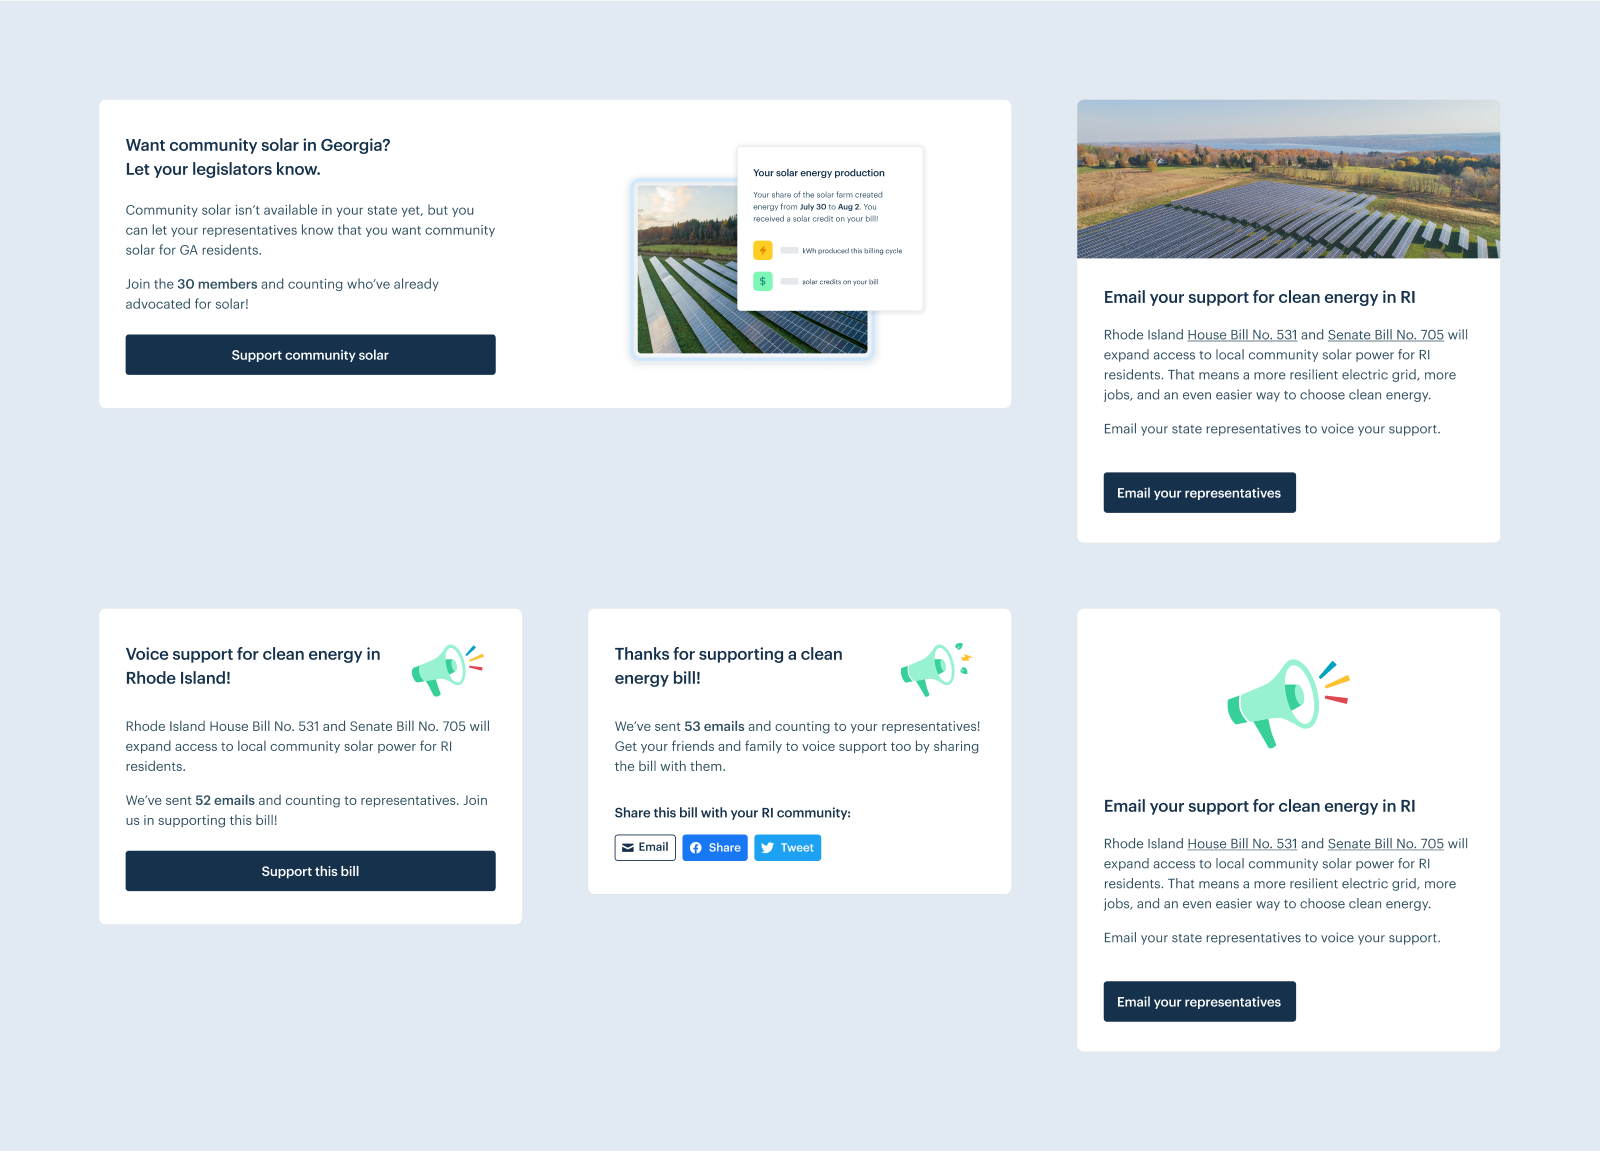 Want community solar in Georgia?
Let your legislators know.
Community solar isn’t available in your state yet, but you
can let your representatives know that you want community
solar for GA residents.
Join the 30 members and counting who’ve already
advocated for solar!
Support community solar
Your solar energy production
Your share of the solar farm created
energy from July 30 to Aug 2. You
received a solar credit on your bill!
kWh produced this billing cycle
$
solar credits on your bill
Email your support for clean energy in RI
Rhode Island House Bill No. 531 and Senate Bill No. 705 will
expand access to local community solar power for RI
residents. That means a more resilient electric grid, more
jobs, and an even easier way to choose clean energy.
Email your state representatives to voice your support.
Email your representatives
Voice support for clean energy in
Rhode Island!
Rhode Island House Bill No. 531 and Senate Bill No. 705 will
expand access to local community solar power for RI
residents.
We’ve sent 52 emails and counting to representatives. Join
us in supporting this bill!
Support this bill
Thanks for supporting a clean
energy bill!
We’ve sent 53 emails and counting to your representatives!
Get your friends and family to voice support too by sharing
the bill with them.
Share this bill with your RI community:
Email
Share
Tweet
Email your support for clean energy in RI
Rhode Island House Bill No. 531 and Senate Bill No. 705 will
expand access to local community solar power for RI
residents. That means a more resilient electric grid, more
jobs, and an even easier way to choose clean energy.
Email your state representatives to voice your support.
Email your representatives